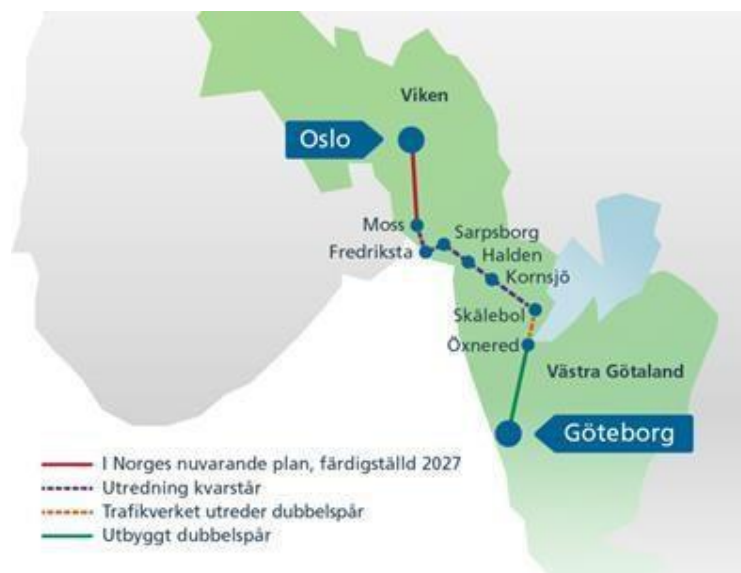 Viken
Oslo
Moss
Sarpsborg
Fredriksta
Halden
Kornsjö
Skälebol
Öxnered
Västra Götaland
Göteborg
I Norges nuvarande plan, färdigställd 2027
Utredning kvarstår
Trafikverket utreder dubbelspår
Utbyggt dubbelspår